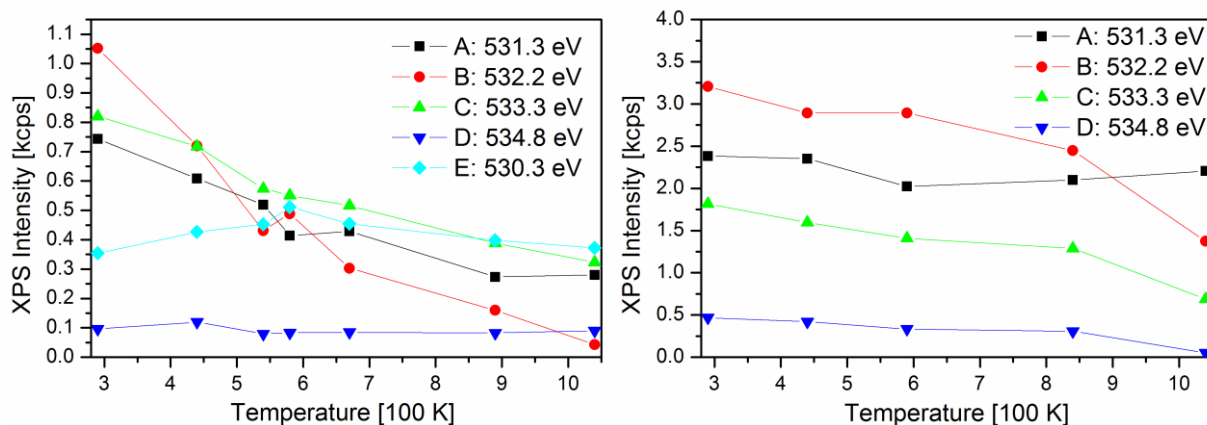 XPS Intensity [kcps]
1.1
1.0
0.9
0.8
0.7
0.6
0.5
0.4
0.3
0.2
0.1
0.0
A: 531.3 eV
B: 532.2 eV
C: 533.3 eV
D: 534.8 eV
E: 530.3 eV
3 4 5 6 7 8 9 10
Temperature [100 K]
XPS Intensity [kcps]
4.0
3.5
3.0
2.5
2.0
1.5
1.0
0.5
0.0
A: 531.3 eV
B: 532.2 eV
C: 533.3 eV
D: 534.8 eV
3 4 5 6 7 8 9 10
Temperature [100 K]